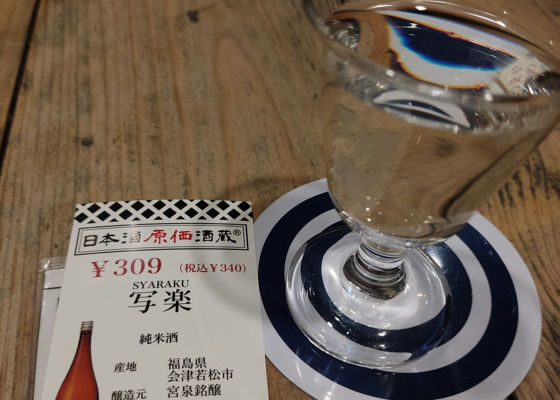 日本酒原価酒蔵®
¥309 (税込¥340)
SYARAKU
写楽
純米酒
産地 福島県
会津若松市
醸造元 宮泉銘醸